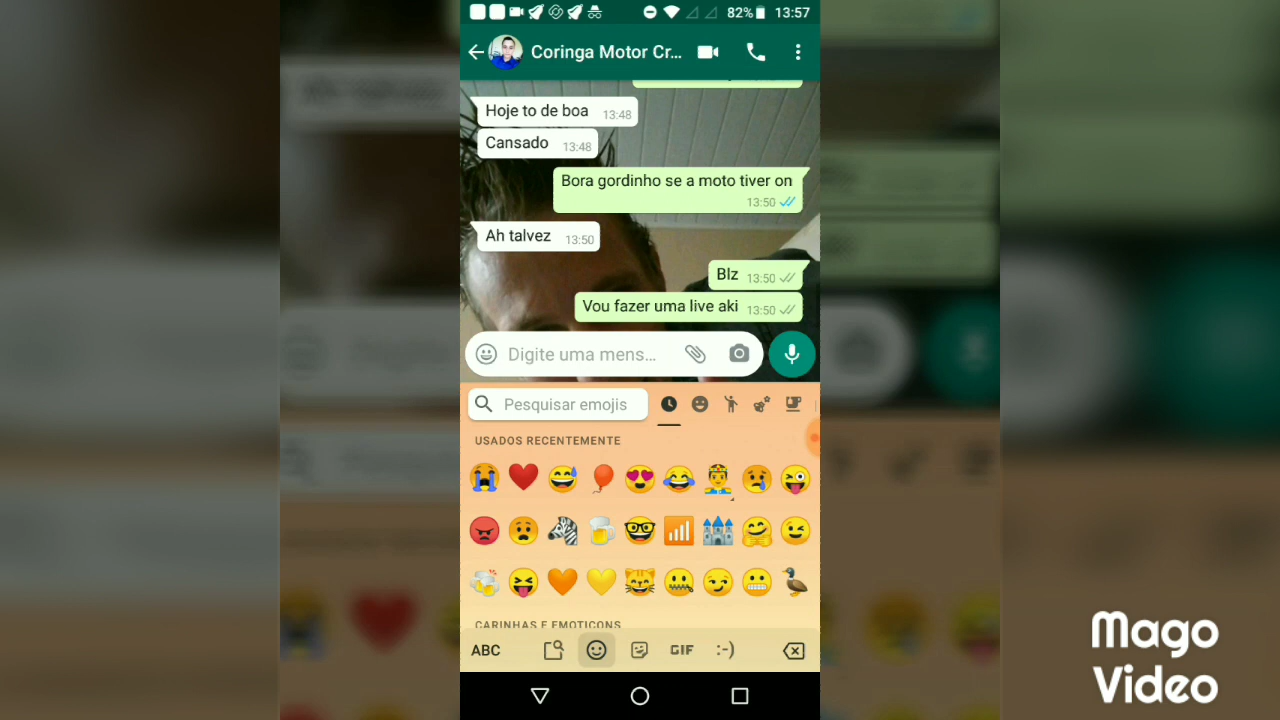 82% 13:57
Coringa Motor Cr...
Hoje to de boa 13:48
Cansado 13:48
Bora gordinho se a moto tiver on
13:50
Ah talvez 13:50
Blz 13:50
Vou fazer uma live aki 13:50
Digite uma mens...
Pesquisar emojis
USADOS RECENTEMENTE
CARINHAS E EMOTICONS
ABC GIF :-)
Mago
Video